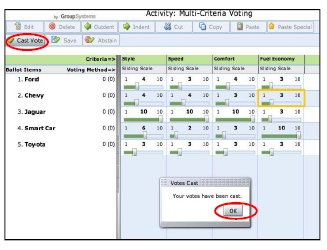 by GroupSystems
Activity: Multi-Criteria Voting
Edit Delete Outdent Indent Cut Copy Paste Paste Special
Cast Vote Save Abstain
Criteria=> Style Speed Comfort Fuel Economy
Ballot Items Voting Method=> Sliding Scale Sliding Scale Sliding Scale Sliding Scale
1. Ford 0 (0) 1 4 10 1 4 10 1 4 10 1 3 10
2. Chevy 0 (0) 1 4 10 1 4 10 1 3 10 1 3 10
3. Jaguar 0 (0) 1 10 10 1 10 10 1 10 10 1 3 10
4. Smart Car 0 (0) 1 6 10 1 2 10 1 3 10 1 10 10
5. Toyota 0 (0) 1 3 10 1 3 10 1 3 10 1 3 10
Votes Cast
Your votes have been cast.
OK